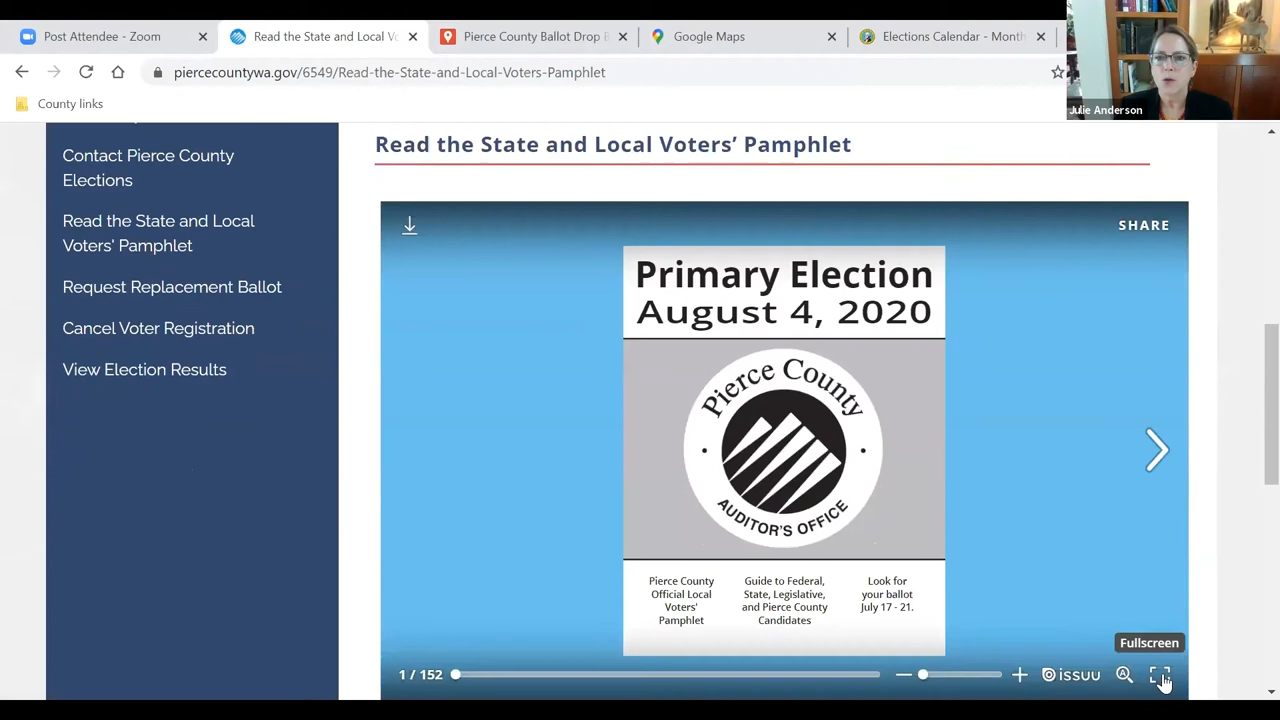 Post Attendee - Zoom
Read the State and Local Vo
Pierce County Ballot Drop B
Google Maps
Elections Calendar - Month
piercecountywa.gov/6549/Read-the-State-and-Local-Voters-Pamphlet
Julie Anderson
County links
Contact Pierce County
Elections
Read the State and Local
Voters' Pamphlet
Request Replacement Ballot
Cancel Voter Registration
View Election Results
Read the State and Local Voters’ Pamphlet
SHARE
Primary Election
August 4, 2020
Pierce County
AUDITOR'S OFFICE
Pierce County
Official Local
Voters'
Pamphlet
Guide to Federal,
State, Legislative,
and Pierce County
Candidates
Look for
your ballot
July 17 - 21.
Fullscreen
1 / 152
issuu